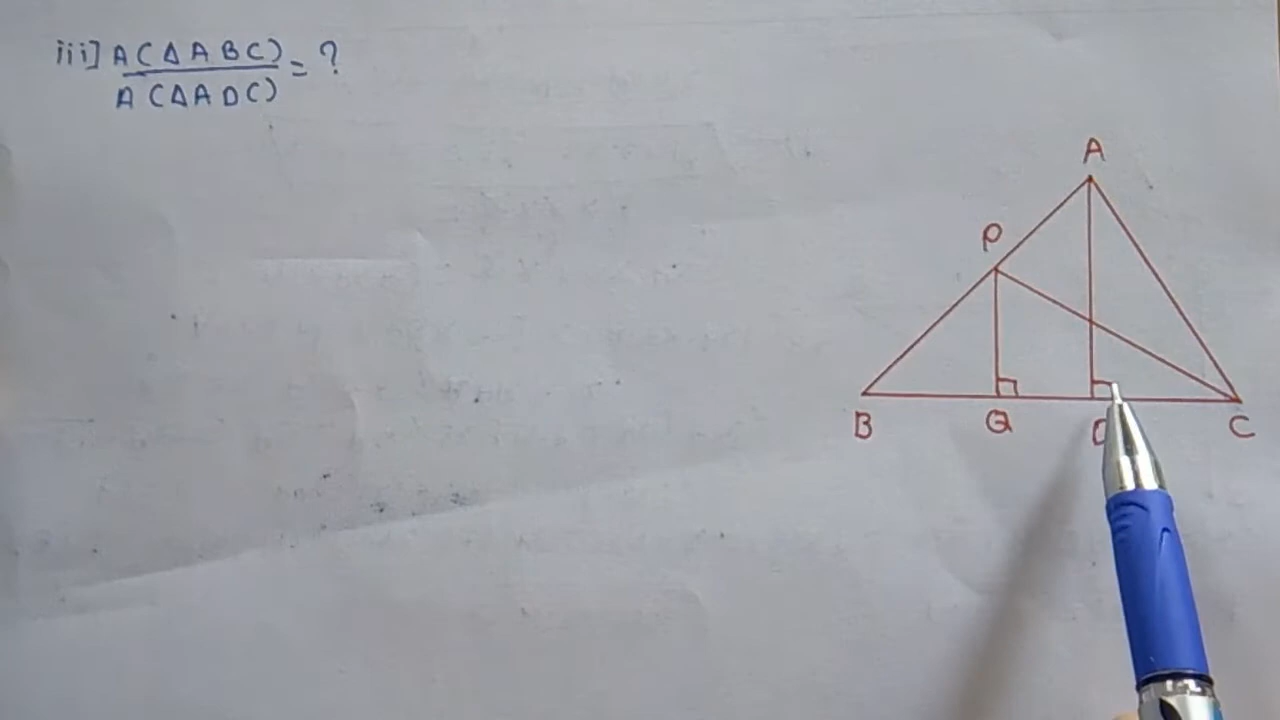 iii] A(ΔABC) = ?
A(ΔADC)
A
P
B
Q
C